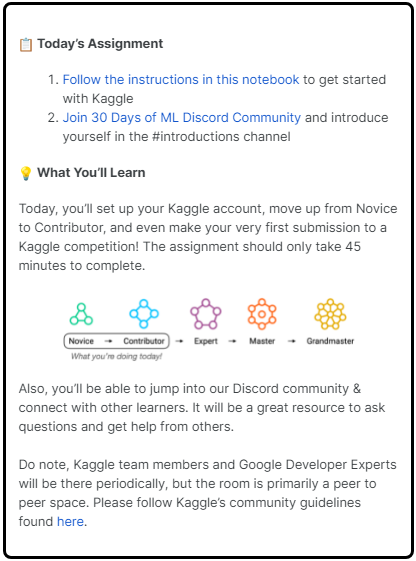 📋 Today's Assignment
1. Follow the instructions in this notebook to get started
with Kaggle
2. Join 30 Days of ML Discord Community and introduce
yourself in the #introductions channel
💡 What You'll Learn
Today, you'll set up your Kaggle account, move up from Novice
to Contributor, and even make your very first submission to a
Kaggle competition! The assignment should only take 45
minutes to complete.
Novice → Contributor → Expert → Master → Grandmaster
What you're doing today!
Also, you'll be able to jump into our Discord community &
connect with other learners. It will be a great resource to ask
questions and get help from others.
Do note, Kaggle team members and Google Developer Experts
will be there periodically, but the room is primarily a peer to
peer space. Please follow Kaggle's community guidelines
found here.